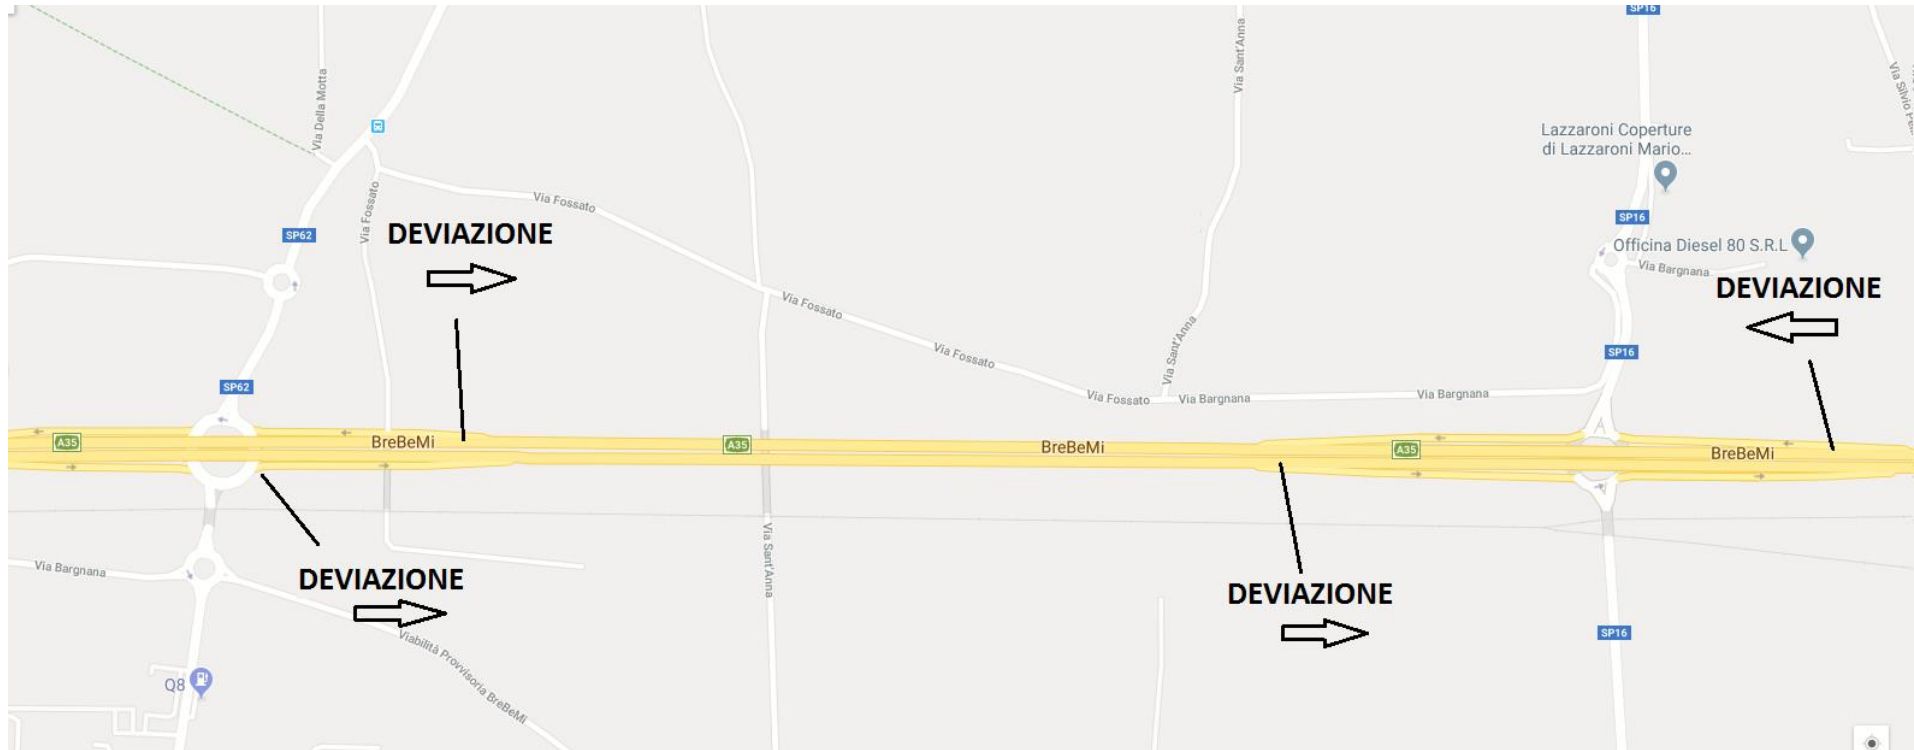 SP16
Via Della Motta
Via Sant'Anna
Via Silvio
Lazzaroni Coperture
di Lazzaroni Mario...
Via Fossato
Via Fossato
SP62
DEVIAZIONE
SP16
Officina Diesel 80 S.R.L
Via Bargnana
DEVIAZIONE
Via Fossato
Via Fossato
Via Sant'Anna
SP16
SP62
Via Fossato
Via Bargnana
Via Bargnana
A35
BreBeMi
A35
BreBeMi
A35
BreBeMi
Via Sant'Anna
Via Bargnana
DEVIAZIONE
DEVIAZIONE
SP16
Viabilità Provvisoria BreBeMi
Q8